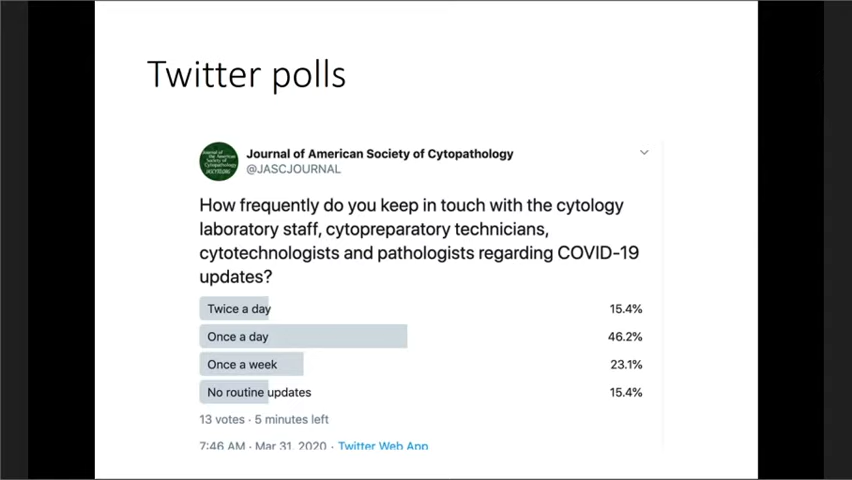 Twitter polls
Journal of American Society of Cytopathology
@JASCJOURNAL
How frequently do you keep in touch with the cytology
laboratory staff, cytopreparatory technicians,
cytotechnologists and pathologists regarding COVID-19
updates?
Twice a day 15.4%
Once a day 46.2%
Once a week 23.1%
No routine updates 15.4%
13 votes · 5 minutes left
7:46 AM · Mar 31, 2020 · Twitter Web App